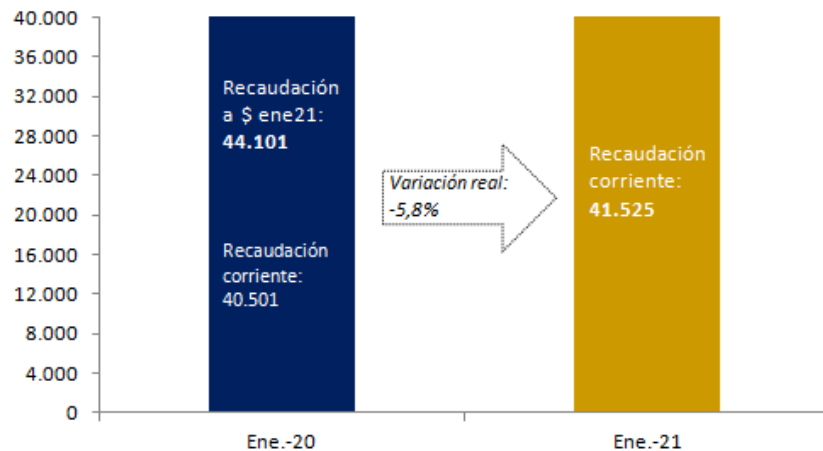 40.000
36.000
32.000
28.000
24.000
20.000
16.000
12.000
8.000
4.000
0
Recaudación
a $ ene21:
44.101
Recaudación
corriente:
40.501
Variación real:
-5,8%
Recaudación
corriente:
41.525
Ene.-20
Ene.-21